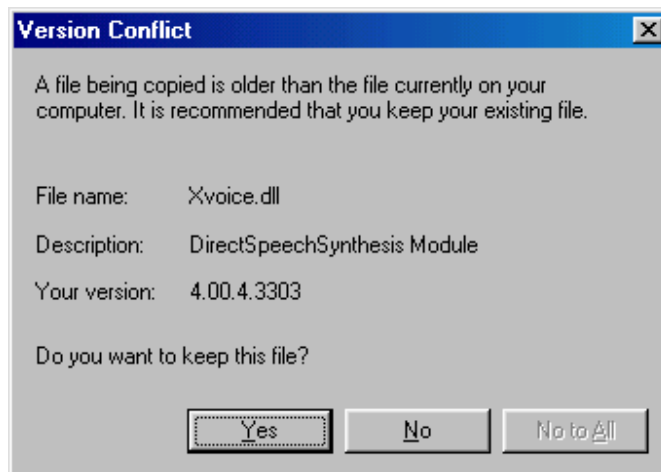 Version Conflict
A file being copied is older than the file currently on your
computer. It is recommended that you keep your existing file.
File name: Xvoice.dll
Description: DirectSpeechSynthesis Module
Your version: 4.00.4.3303
Do you want to keep this file?
Yes No No to All